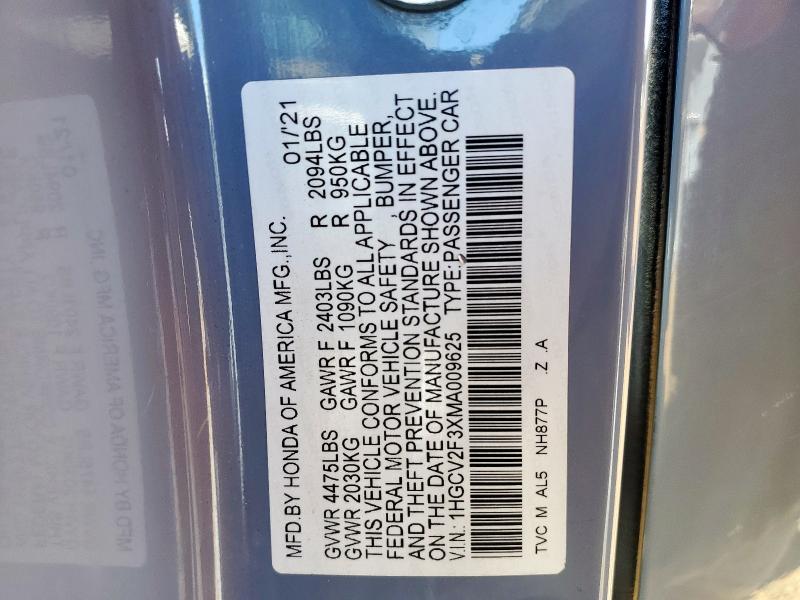 MFD.BY HONDA OF AMERICA MFG.,INC. 01/'21
GVWR 4475LBS GAWR F 2403LBS R 2094LBS
GVWR 2030KG GAWR F 1090KG R 950KG
THIS VEHICLE CONFORMS TO ALL APPLICABLE
FEDERAL MOTOR VEHICLE SAFETY , BUMPER,
AND THEFT PREVENTION STANDARDS IN EFFECT
ON THE DATE OF MANUFACTURE SHOWN ABOVE.
V.I.N.: 1HGCV2F3XMA009625 TYPE:PASSENGER CAR
TVC M AL5 NH877P .Z .A